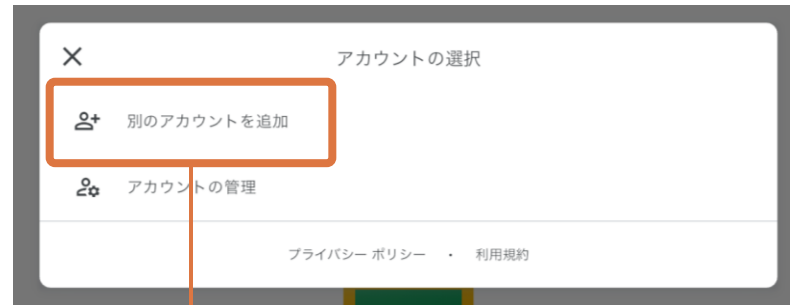 アカウントの選択
別のアカウントを追加
アカウントの管理
プライバシー ポリシー ・ 利用規約